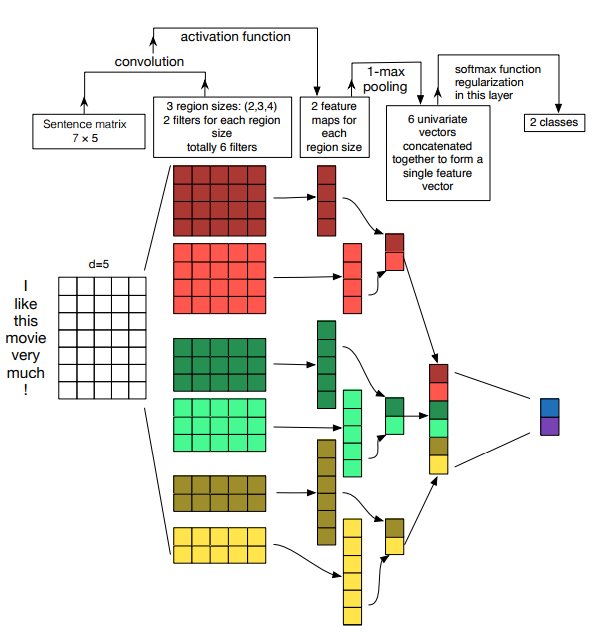 activation function
convolution
1-max
pooling
softmax function
regularization
in this layer
Sentence matrix
7 × 5
3 region sizes: (2,3,4)
2 filters for each region
size
totally 6 filters
2 feature
maps for
each
region size
6 univariate
vectors
concatenated
together to form a
single feature
vector
2 classes
d=5
I
like
this
movie
very
much
!